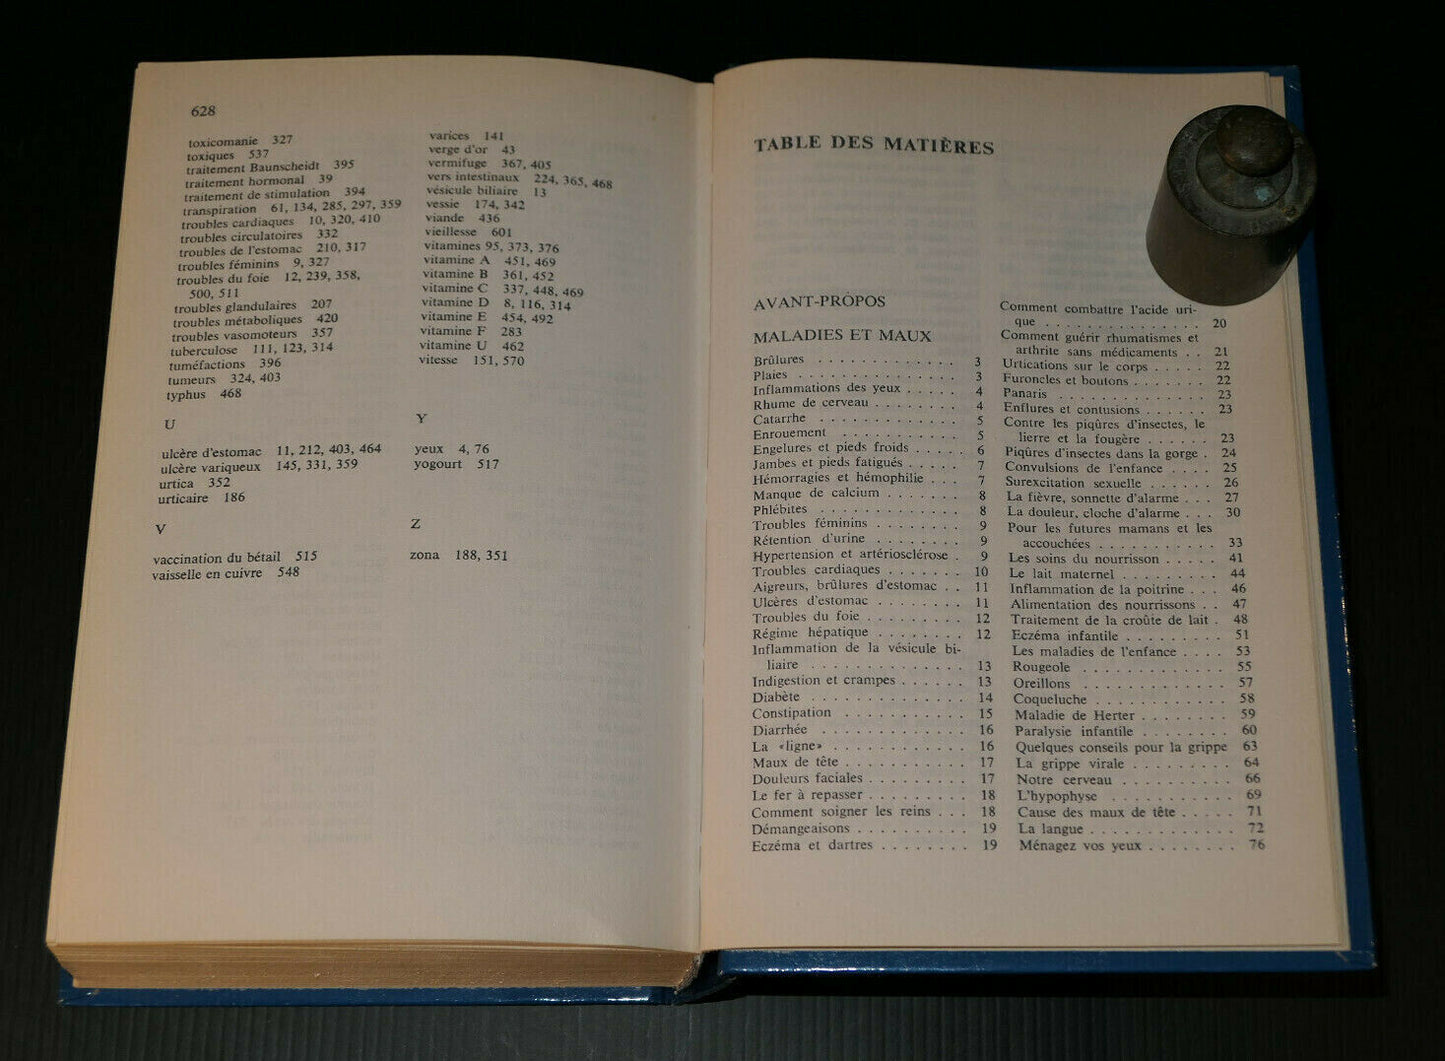 628
toxicomanie 327
toxiques 537
traitement Baunscheidt 395
traitement hormonal 39
traitement de stimulation 394
transpiration 61, 134, 285, 297, 359
troubles cardiaques 10, 320, 410
troubles circulatoires 332
troubles de l'estomac 210, 317
troubles féminins 9, 327
troubles du foie 12, 239, 358,
500, 511
troubles glandulaires 207
troubles métaboliques 420
troubles vasomoteurs 357
tuberculose 111, 123, 314
tuméfactions 396
tumeurs 324, 403
typhus 468
U
ulcère d'estomac 11, 212, 403, 464
ulcère variqueux 145, 331, 359
urtica 352
urticaire 186
V
vaccination du bétail 515
vaisselle en cuivre 548
varices 141
verge d'or 43
vermifuge 367, 405
vers intestinaux 224, 365, 468
vésicule biliaire 13
vessie 174, 342
viande 436
vieillesse 601
vitamines 95, 373, 376
vitamine A 451, 469
vitamine B 361, 452
vitamine C 337, 448, 469
vitamine D 8, 116, 314
vitamine E 454, 492
vitamine F 283
vitamine U 462
vitesse 151, 570
Y
yeux 4, 76
yogourt 517
Z
zona 188, 351
TABLE DES MATIÈRES
AVANT-PROPOS
MALADIES ET MAUX
Brûlures . . . . . . . . . . . 3
Plaies . . . . . . . . . . . . 3
Inflammations des yeux . . . . 4
Rhume de cerveau . . . . . . . 4
Catarrhe . . . . . . . . . . . 5
Enrouement . . . . . . . . . 5
Engelures et pieds froids . . . . . 6
Jambes et pieds fatigués . . . . . 7
Hémorragies et hémophilie . . . 7
Manque de calcium . . . . . . 8
Phlébites . . . . . . . . . . . 8
Troubles féminins . . . . . . . 9
Rétention d'urine . . . . . . . 9
Hypertension et artériosclérose . 9
Troubles cardiaques . . . . . . 10
Aigreurs, brûlures d'estomac . . 11
Ulcères d'estomac . . . . . . . 11
Troubles du foie . . . . . . . . 12
Régime hépatique . . . . . . . 12
Inflammation de la vésicule bi-
liaire . . . . . . . . . . . . 13
Indigestion et crampes . . . . . . 13
Diabète . . . . . . . . . . . . 14
Constipation . . . . . . . . . . 15
Diarrhée . . . . . . . . . . . 16
La «ligne» . . . . . . . . . . . 16
Maux de tête . . . . . . . . . . 17
Douleurs faciales . . . . . . . . 17
Le fer à repasser . . . . . . . . 18
Comment soigner les reins . . . 18
Démangeaisons . . . . . . . . . 19
Eczéma et dartres . . . . . . . . 19
Comment combattre l'acide uri-
que . . . . . . . . . . . . 20
Comment guérir rhumatismes et
arthrite sans médicaments . . 21
Urtications sur le corps . . . . . 22
Furoncles et boutons . . . . . . 22
Panaris . . . . . . . . . . . . 23
Enflures et contusions . . . . . . 23
Contre les piqûres d'insectes, le
lierre et la fougère . . . . . . 23
Piqûres d'insectes dans la gorge . 24
Convulsions de l'enfance . . . . 25
Surexcitation sexuelle . . . . . . 26
La fièvre, sonnette d'alarme . . . 27
La douleur, cloche d'alarme . . . 30
Pour les futures mamans et les
accouchées . . . . . . . . . 33
Les soins du nourrisson . . . . . 41
Le lait maternel . . . . . . . . 44
Inflammation de la poitrine . . . 46
Alimentation des nourrissons . . 47
Traitement de la croûte de lait . 48
Eczéma infantile . . . . . . . . 51
Les maladies de l'enfance . . . . 53
Rougeole . . . . . . . . . . . 55
Oreillons . . . . . . . . . . . 57
Coqueluche . . . . . . . . . . 58
Maladie de Herter . . . . . . . 59
Paralysie infantile . . . . . . . 60
Quelques conseils pour la grippe 63
La grippe virale . . . . . . . . 64
Notre cerveau . . . . . . . . . 66
L'hypophyse . . . . . . . . . . 69
Cause des maux de tête . . . . . 71
La langue . . . . . . . . . . . 72
Ménagez vos yeux . . . . . . . 76